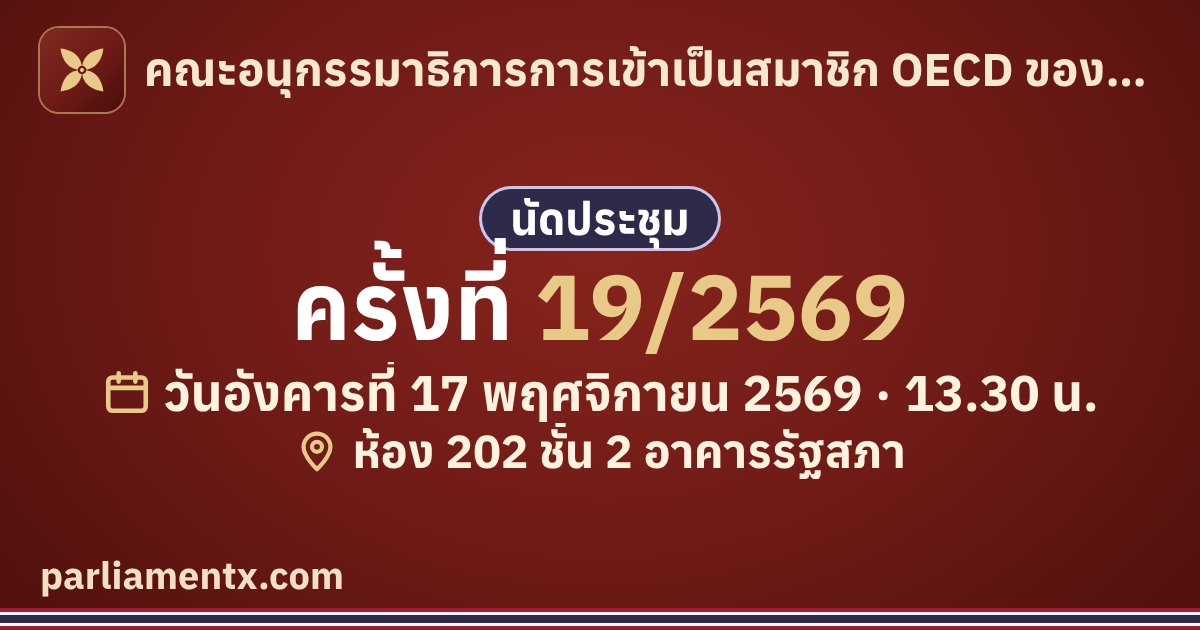 คณะอนุกรรมาธิการการเข้าเป็นสมาชิก OECD ของ...
นัดประชุม
ครั้งที่ 19/2569
วันอังคารที่ 17 พฤศจิกายน 2569 · 13.30 น.
ห้อง 202 ชั้น 2 อาคารรัฐสภา
parliamentx.com